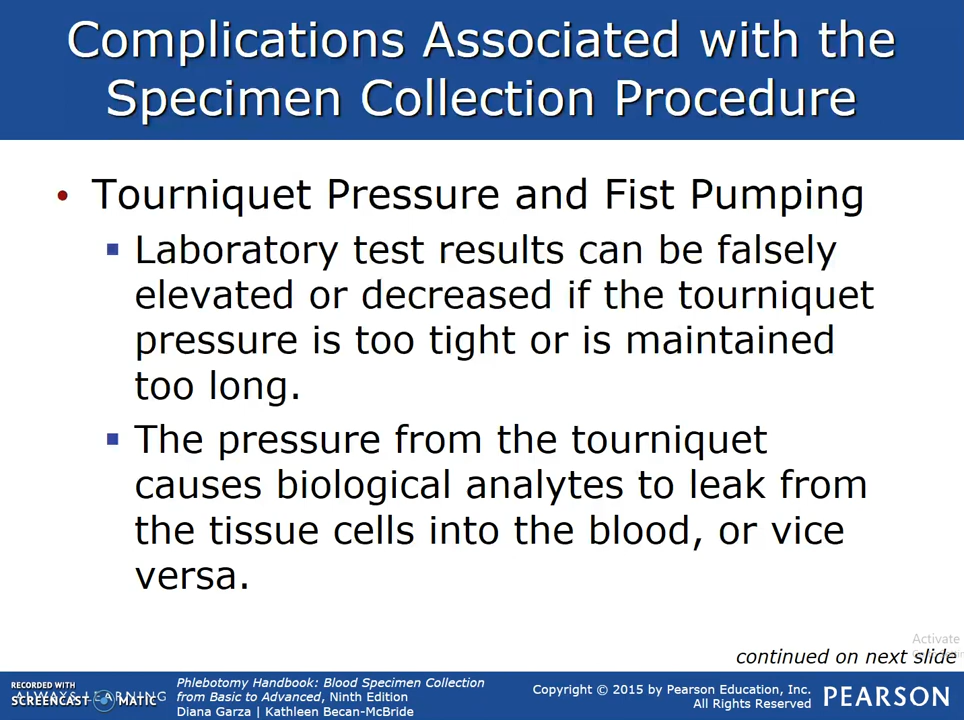 Complications Associated with the
Specimen Collection Procedure
• Tourniquet Pressure and Fist Pumping
▪ Laboratory test results can be falsely
elevated or decreased if the tourniquet
pressure is too tight or is maintained
too long.
▪ The pressure from the tourniquet
causes biological analytes to leak from
the tissue cells into the blood, or vice
versa.
Activate
continued on next slide
RECORDED WITH
SCREENCAST MATIC
ALWAYS LEARNING
Phlebotomy Handbook: Blood Specimen Collection
from Basic to Advanced, Ninth Edition
Diana Garza | Kathleen Becan-McBride
Copyright © 2015 by Pearson Education, Inc.
All Rights Reserved
PEARSON